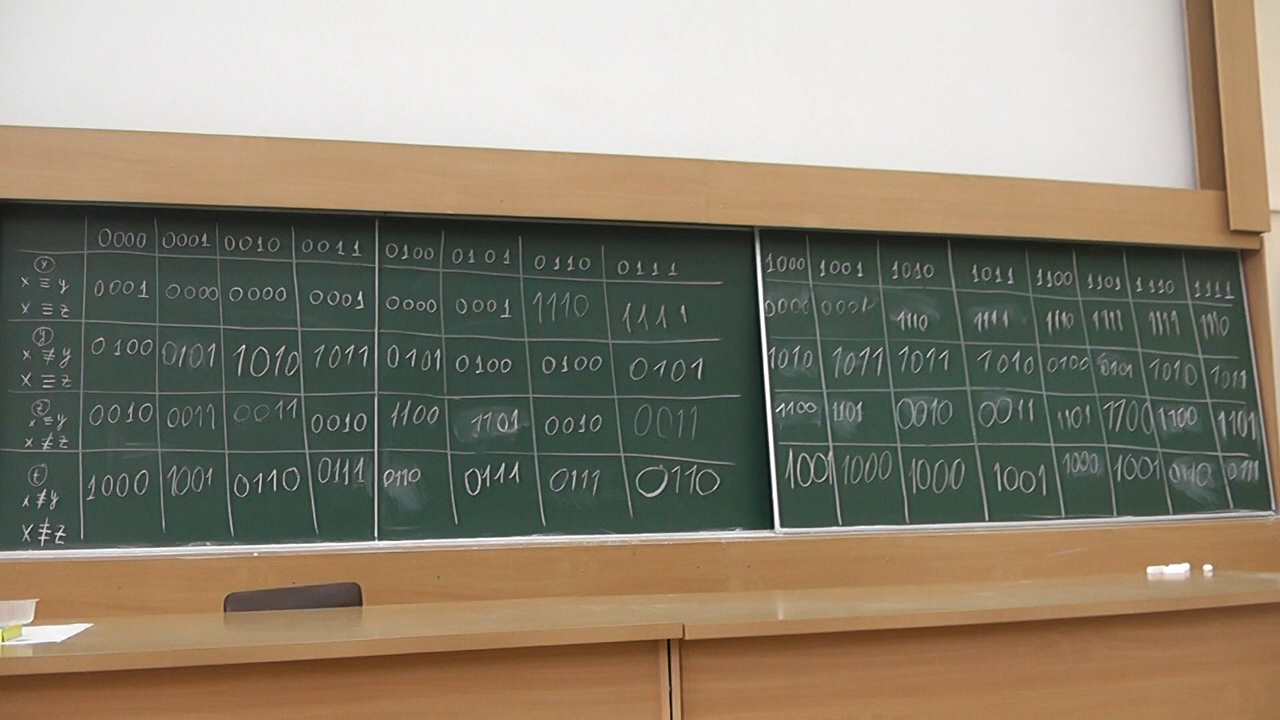 0000 0001 0010 0011 0100 0101 0110 0111 1000 1001 1010 1011 1100 1101 1110 1111
x ≡ y
x ≡ z
0001 0000 0000 0001 0000 0001 1110 1111 0000 0001 1110 1111 1110 1111 1111 1110
y
x ≢ y
x ≡ z
0100 0101 1010 1011 0101 0100 0100 0101 1010 1011 1011 1010 0100 0101 1010 1011
z
x ≡ y
x ≢ z
0010 0011 0011 0010 1100 1101 0010 0011 1100 1101 0010 0011 1101 1100 1100 1101
t
x ≢ y
x ≢ z
1000 1001 0110 0111 0110 0111 0111 0110 1001 1000 1000 1001 1000 1001 0110 0111